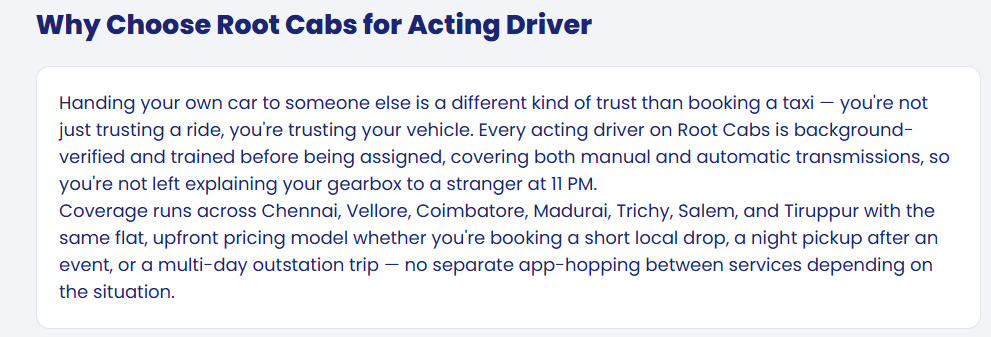 Why Choose Root Cabs for Acting Driver
Handing your own car to someone else is a different kind of trust than booking a taxi — you're not
just trusting a ride, you're trusting your vehicle. Every acting driver on Root Cabs is background-
verified and trained before being assigned, covering both manual and automatic transmissions, so
you're not left explaining your gearbox to a stranger at 11 PM.
Coverage runs across Chennai, Vellore, Coimbatore, Madurai, Trichy, Salem, and Tiruppur with the
same flat, upfront pricing model whether you're booking a short local drop, a night pickup after an
event, or a multi-day outstation trip — no separate app-hopping between services depending on
the situation.